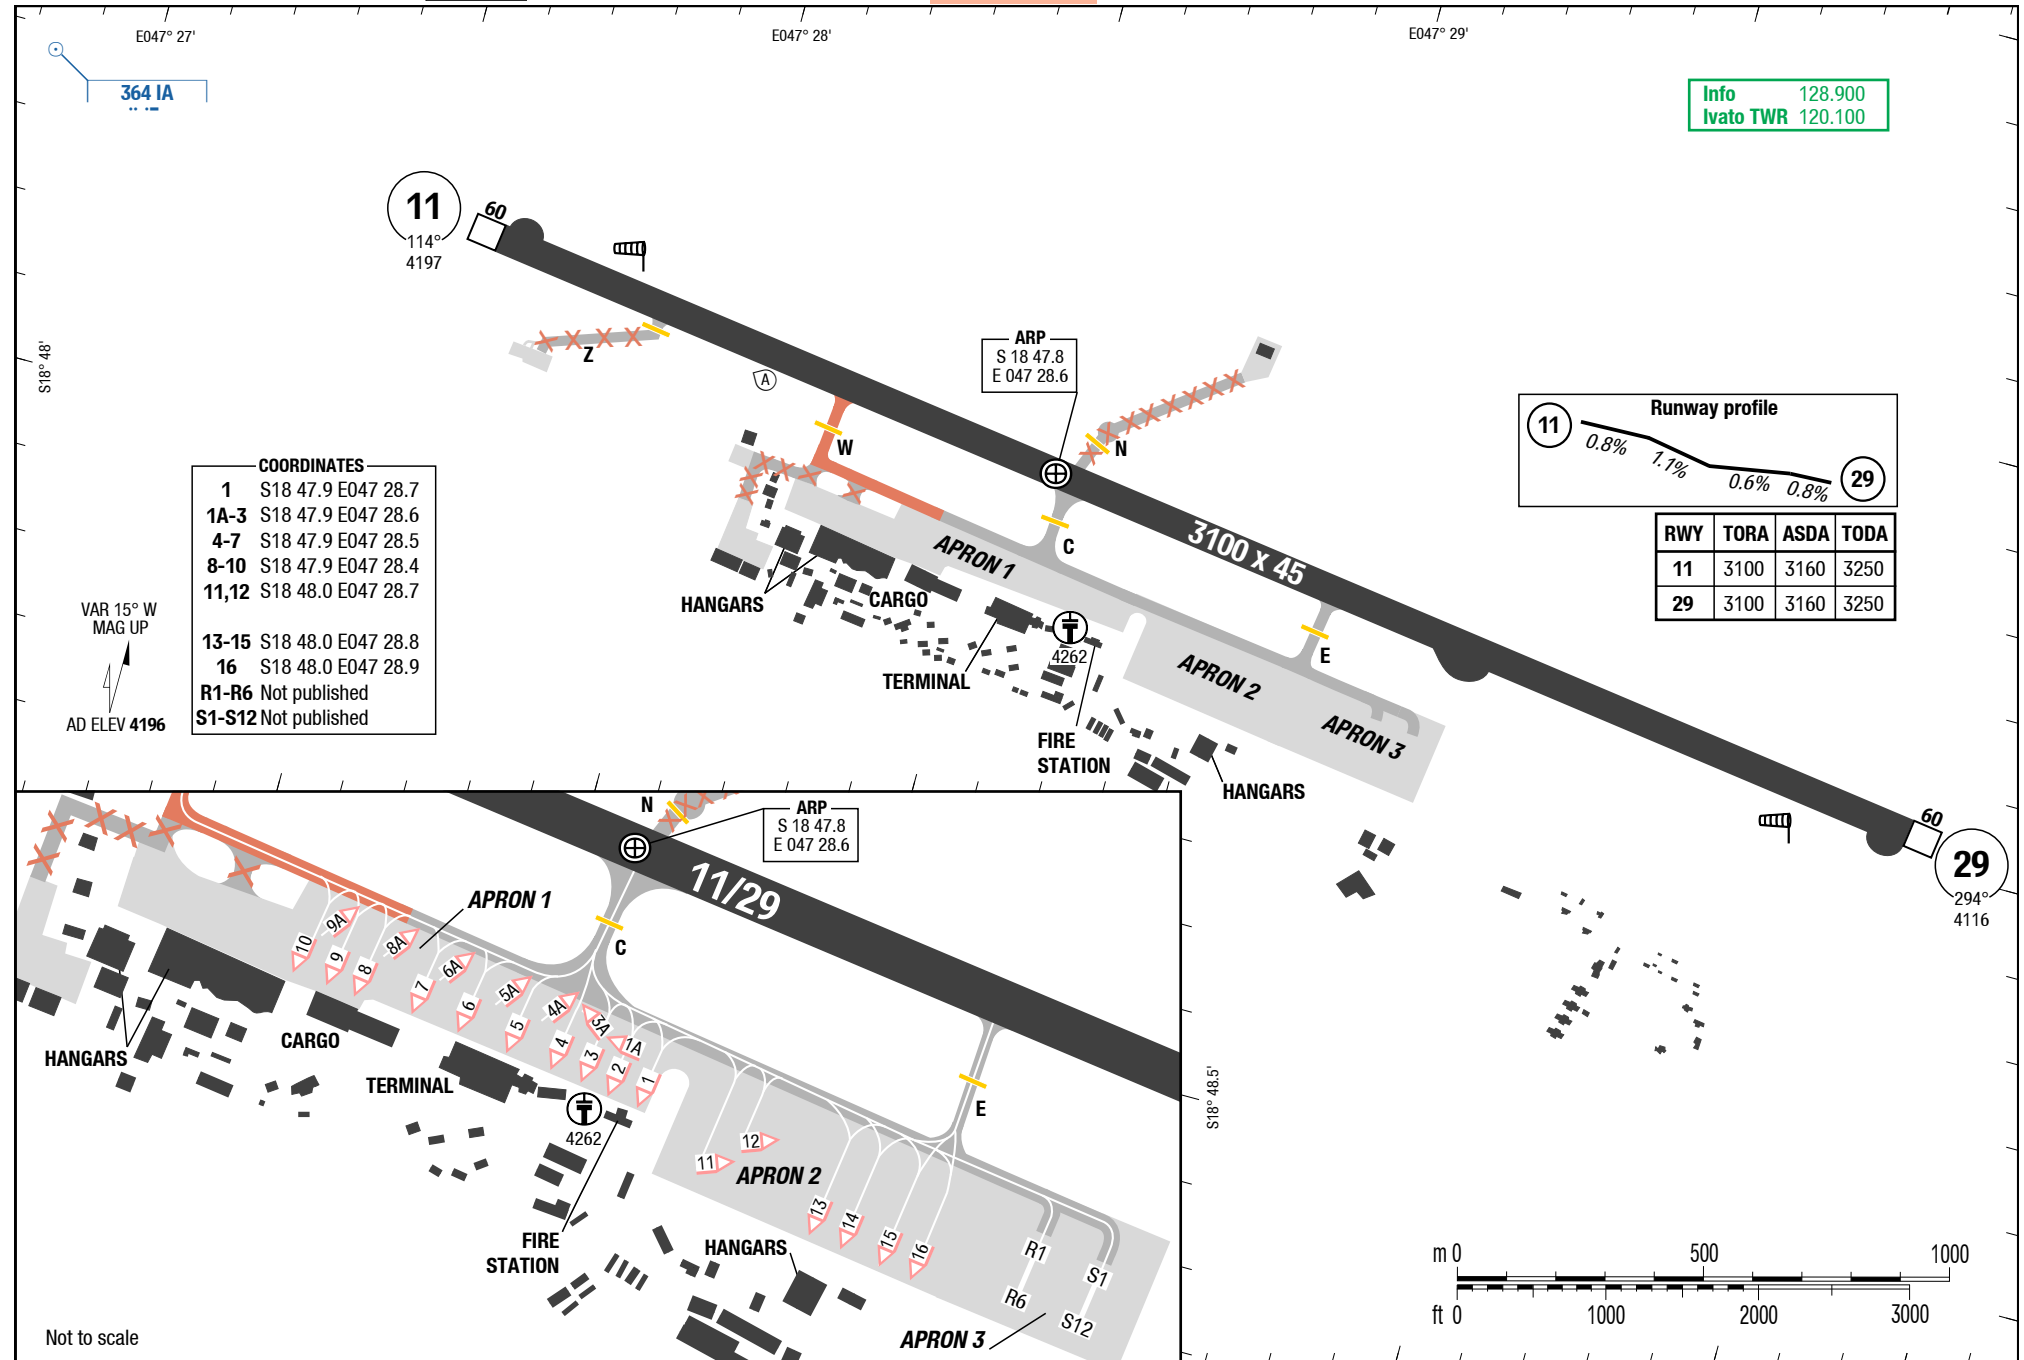 E047° 27'
E047° 28'
E047° 29'
364 IA
Info 128.900
Ivato TWR 120.100
11
114°
4197
60
S18° 48'
Z
A
ARP
S 18 47.8
E 047 28.6
W
N
C
E
3100 x 45
APRON 1
APRON 2
APRON 3
HANGARS
CARGO
TERMINAL
4262
FIRE
STATION
HANGARS
Runway profile
11
0.8%
1.1%
0.6%
0.8%
29
RWY TORA ASDA TODA
11 3100 3160 3250
29 3100 3160 3250
COORDINATES
1 S18 47.9 E047 28.7
1A-3 S18 47.9 E047 28.6
4-7 S18 47.9 E047 28.5
8-10 S18 47.9 E047 28.4
11,12 S18 48.0 E047 28.7
13-15 S18 48.0 E047 28.8
16 S18 48.0 E047 28.9
R1-R6 Not published
S1-S12 Not published
VAR 15° W
MAG UP
AD ELEV 4196
60
29
294°
4116
N
ARP
S 18 47.8
E 047 28.6
11/29
APRON 1
C
10
9A
9
8
8A
7
6A
6
5A
5
4A
4
3A
3
2
1A
1
HANGARS
CARGO
TERMINAL
4262
E
12
11
APRON 2
13
14
15
16
R1
R6
S1
S12
FIRE
STATION
HANGARS
APRON 3
Not to scale
S18° 48.5'
m 0 500 1000
ft 0 1000 2000 3000